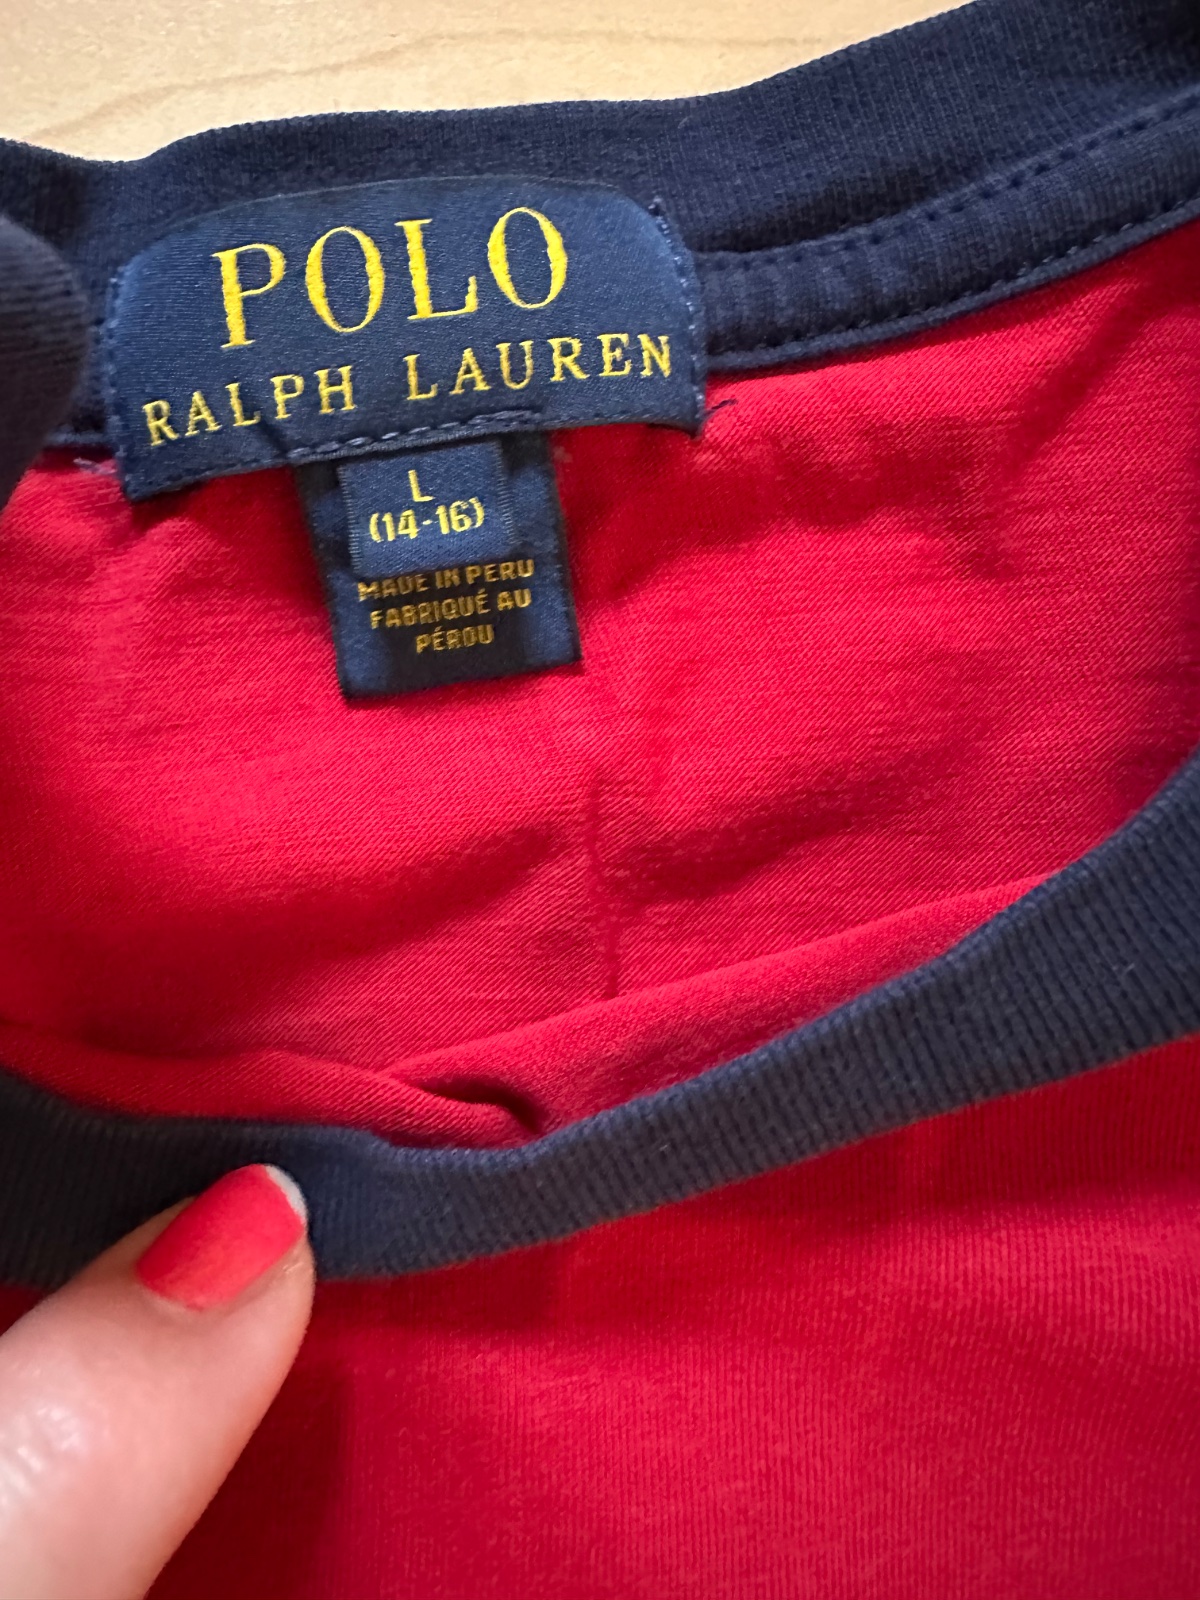 POLO
RALPH LAUREN
L
(14-16)
MADE IN PERU
FABRIQUÉ AU
PÉROU